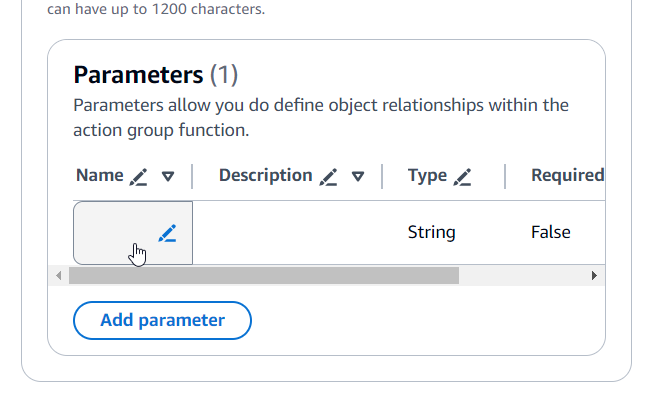 can have up to 1200 characters.
Parameters (1)
Parameters allow you do define object relationships within the
action group function.
Name Description Type Required
String False
Add parameter